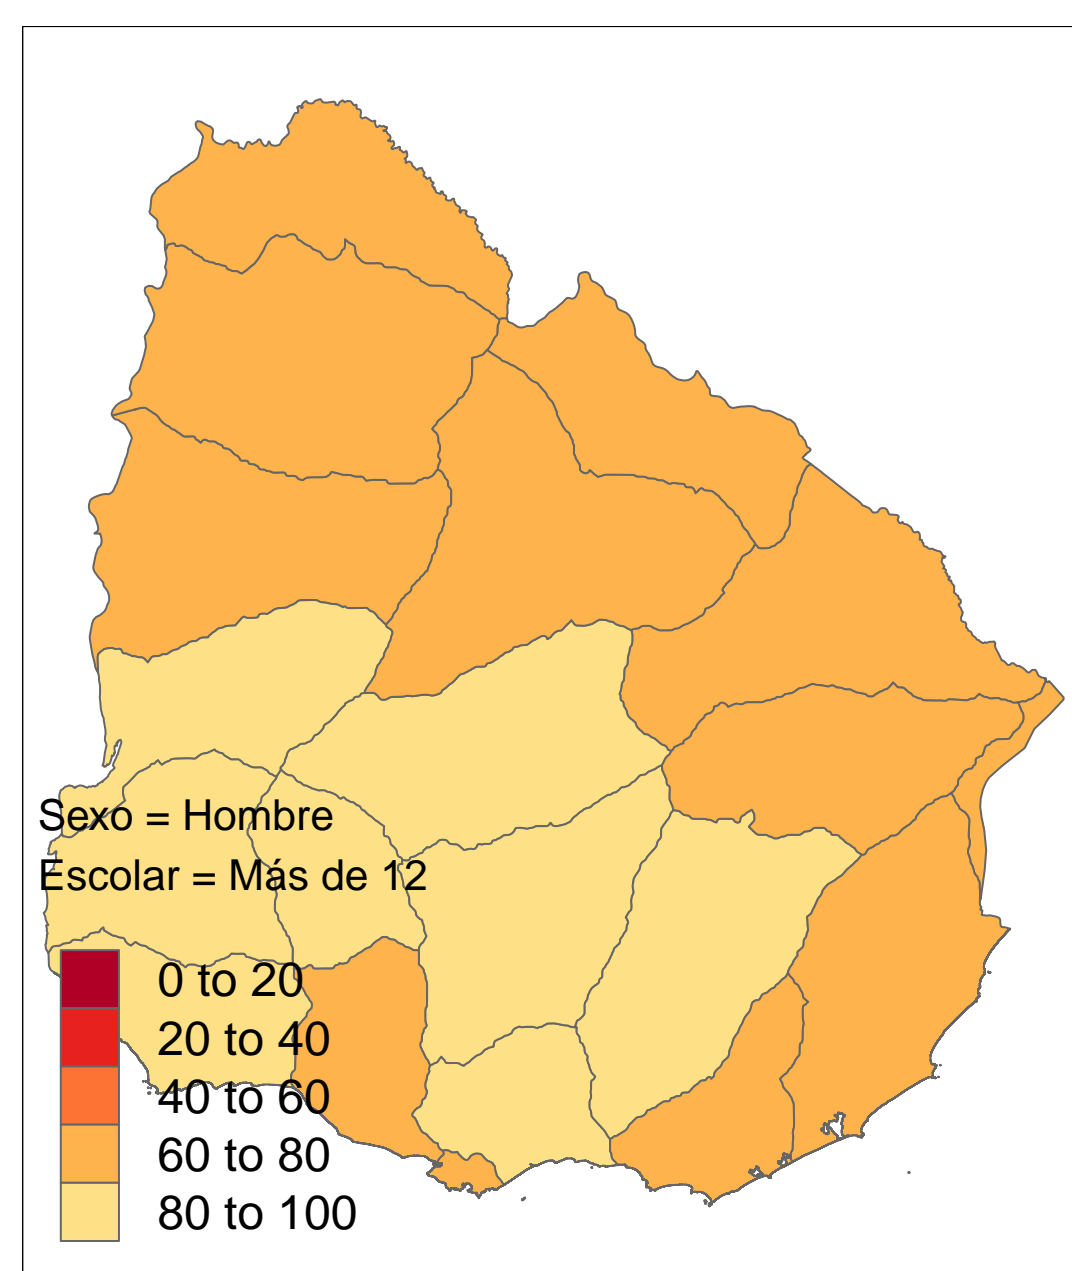 Sexo = Hombre
Escolar = Más de 12
0 to 20
20 to 40
40 to 60
60 to 80
80 to 100